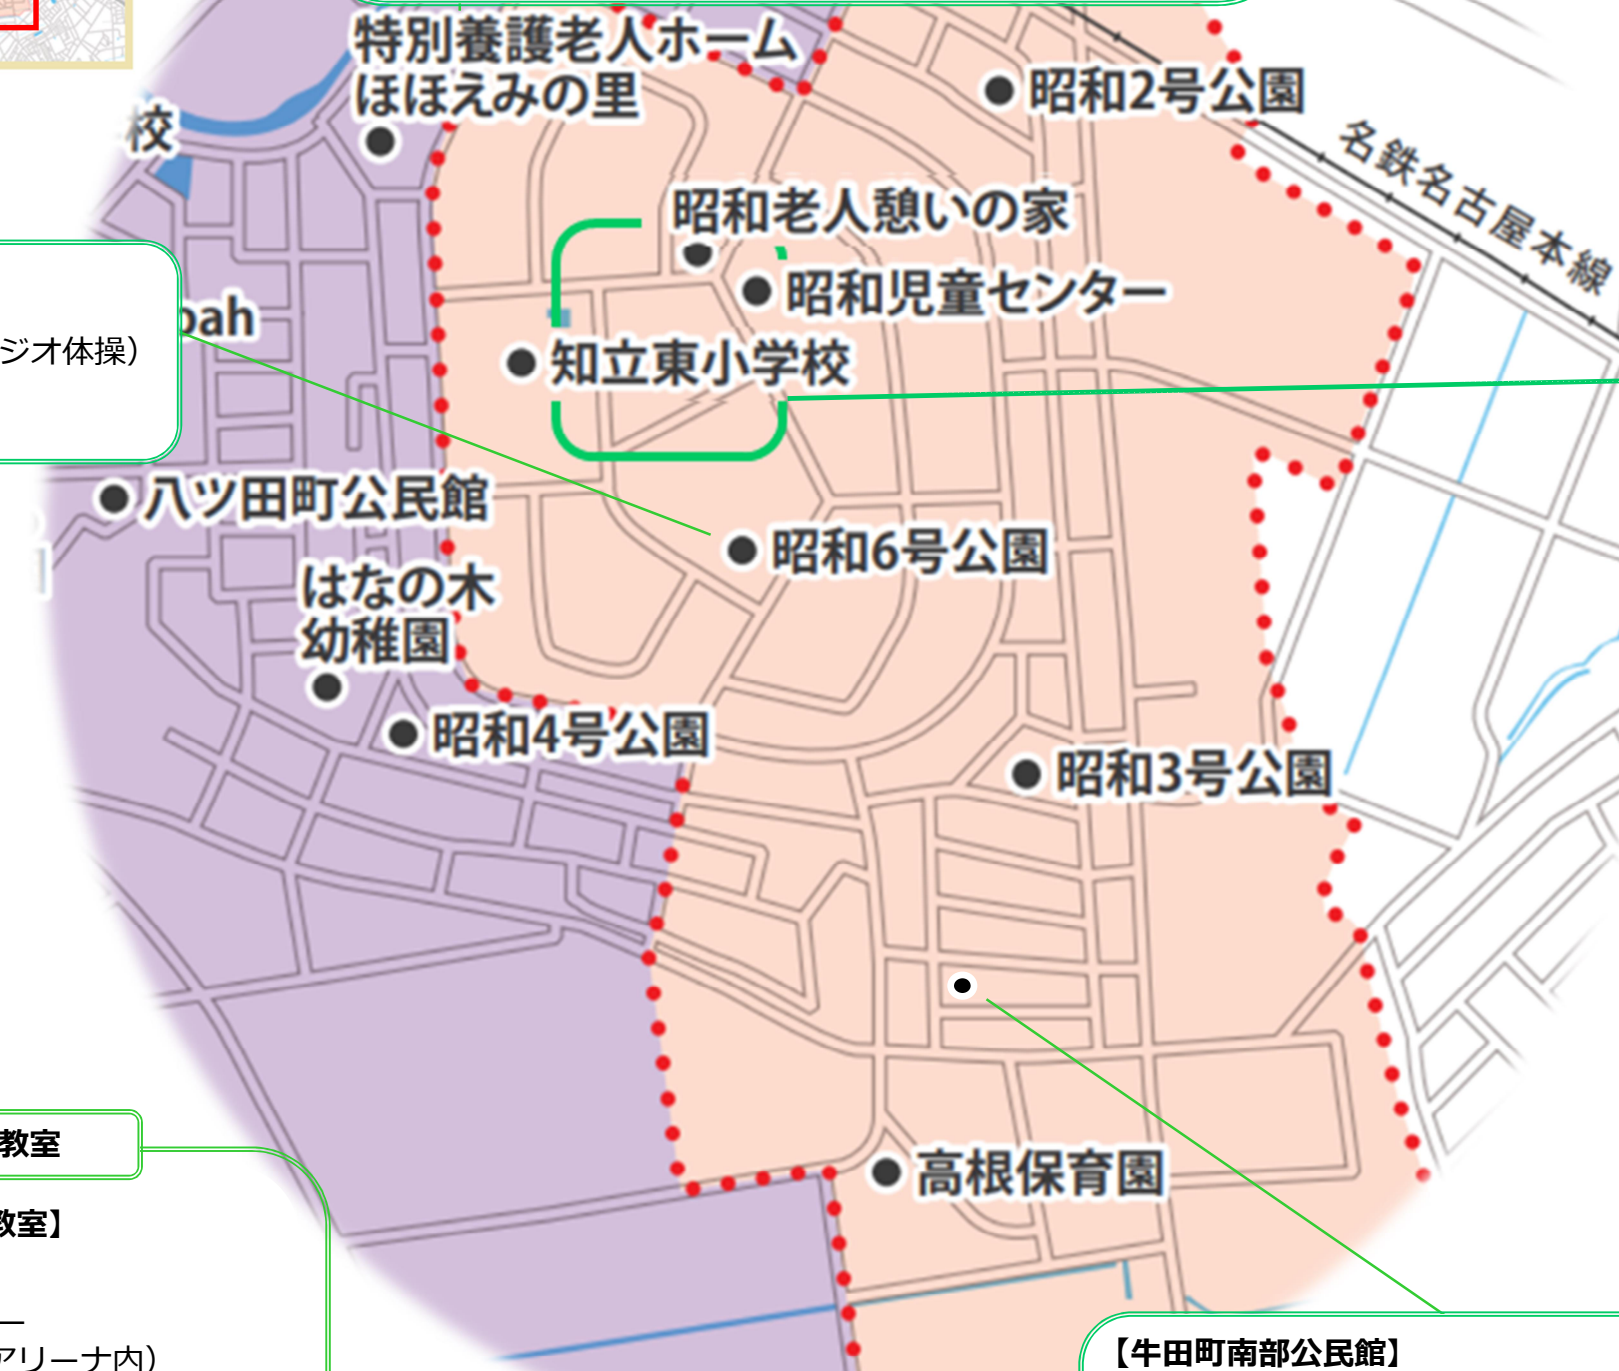 特別養護老人ホーム
ほほえみの里
校
昭和2号公園
名鉄名古屋本線
昭和老人憩いの家
昭和児童センター
pah
ジオ体操）
知立東小学校
八ツ田町公民館
昭和6号公園
はなの木
幼稚園
昭和4号公園
昭和3号公園
教室
高根保育園
教室】
ー
アリーナ内）
【牛田町南部公民館】